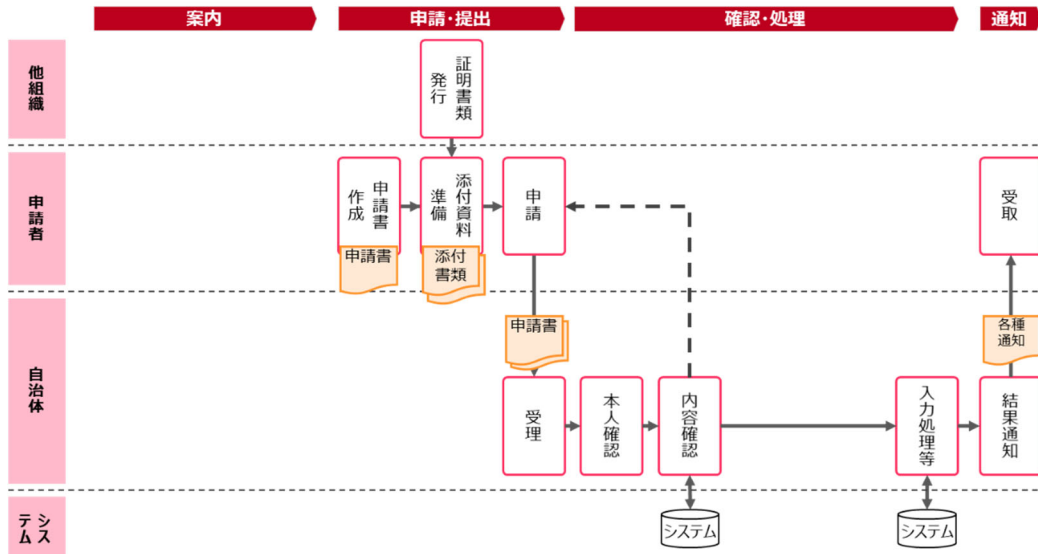 案内
申請・提出
確認・処理
通知
他組織
証明書類
発行
申請者
申請書
作成
添付資料
準備
申請
受取
申請書
添付
書類
申請書
各種
通知
自治体
受理
本人確認
内容確認
入力処理等
結果通知
シス
テム
システム
システム